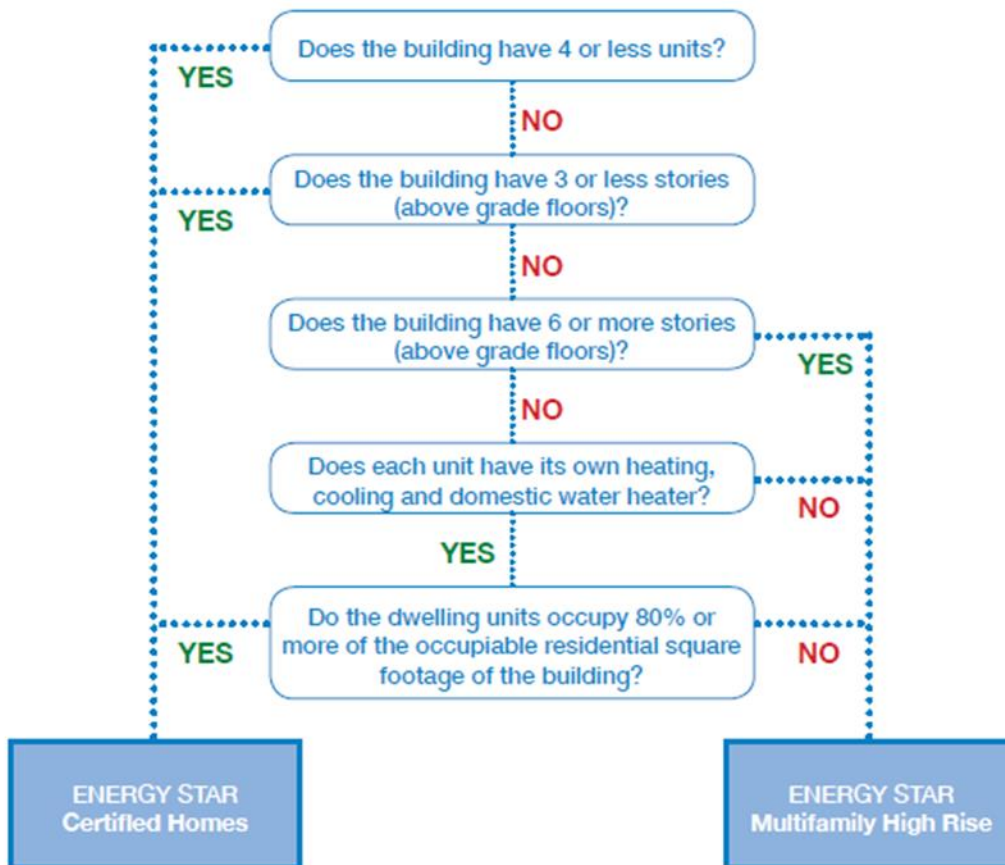 Does the building have 4 or less units?
YES
NO
Does the building have 3 or less stories
(above grade floors)?
YES
NO
Does the building have 6 or more stories
(above grade floors)?
YES
NO
Does each unit have its own heating,
cooling and domestic water heater?
NO
YES
Do the dwelling units occupy 80% or
more of the occupiable residential square
footage of the building?
YES
NO
ENERGY STAR
Certified Homes
ENERGY STAR
Multifamily High Rise